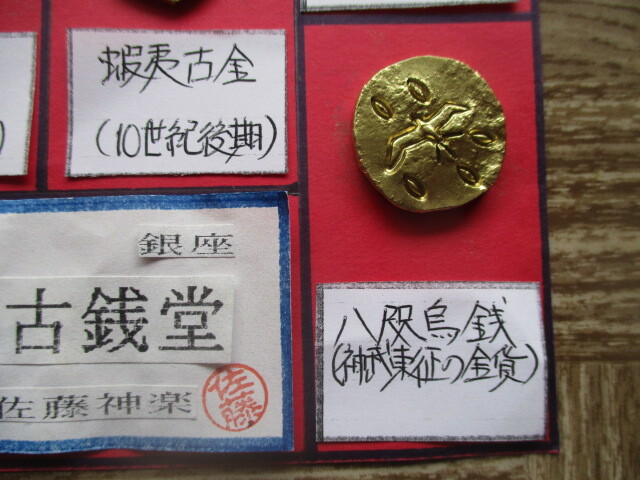 蝦夷古金
(10世紀後期)
)
銀座
古銭堂
佐藤神楽
佐藤
八咫烏銭
(神武東征の金貨)